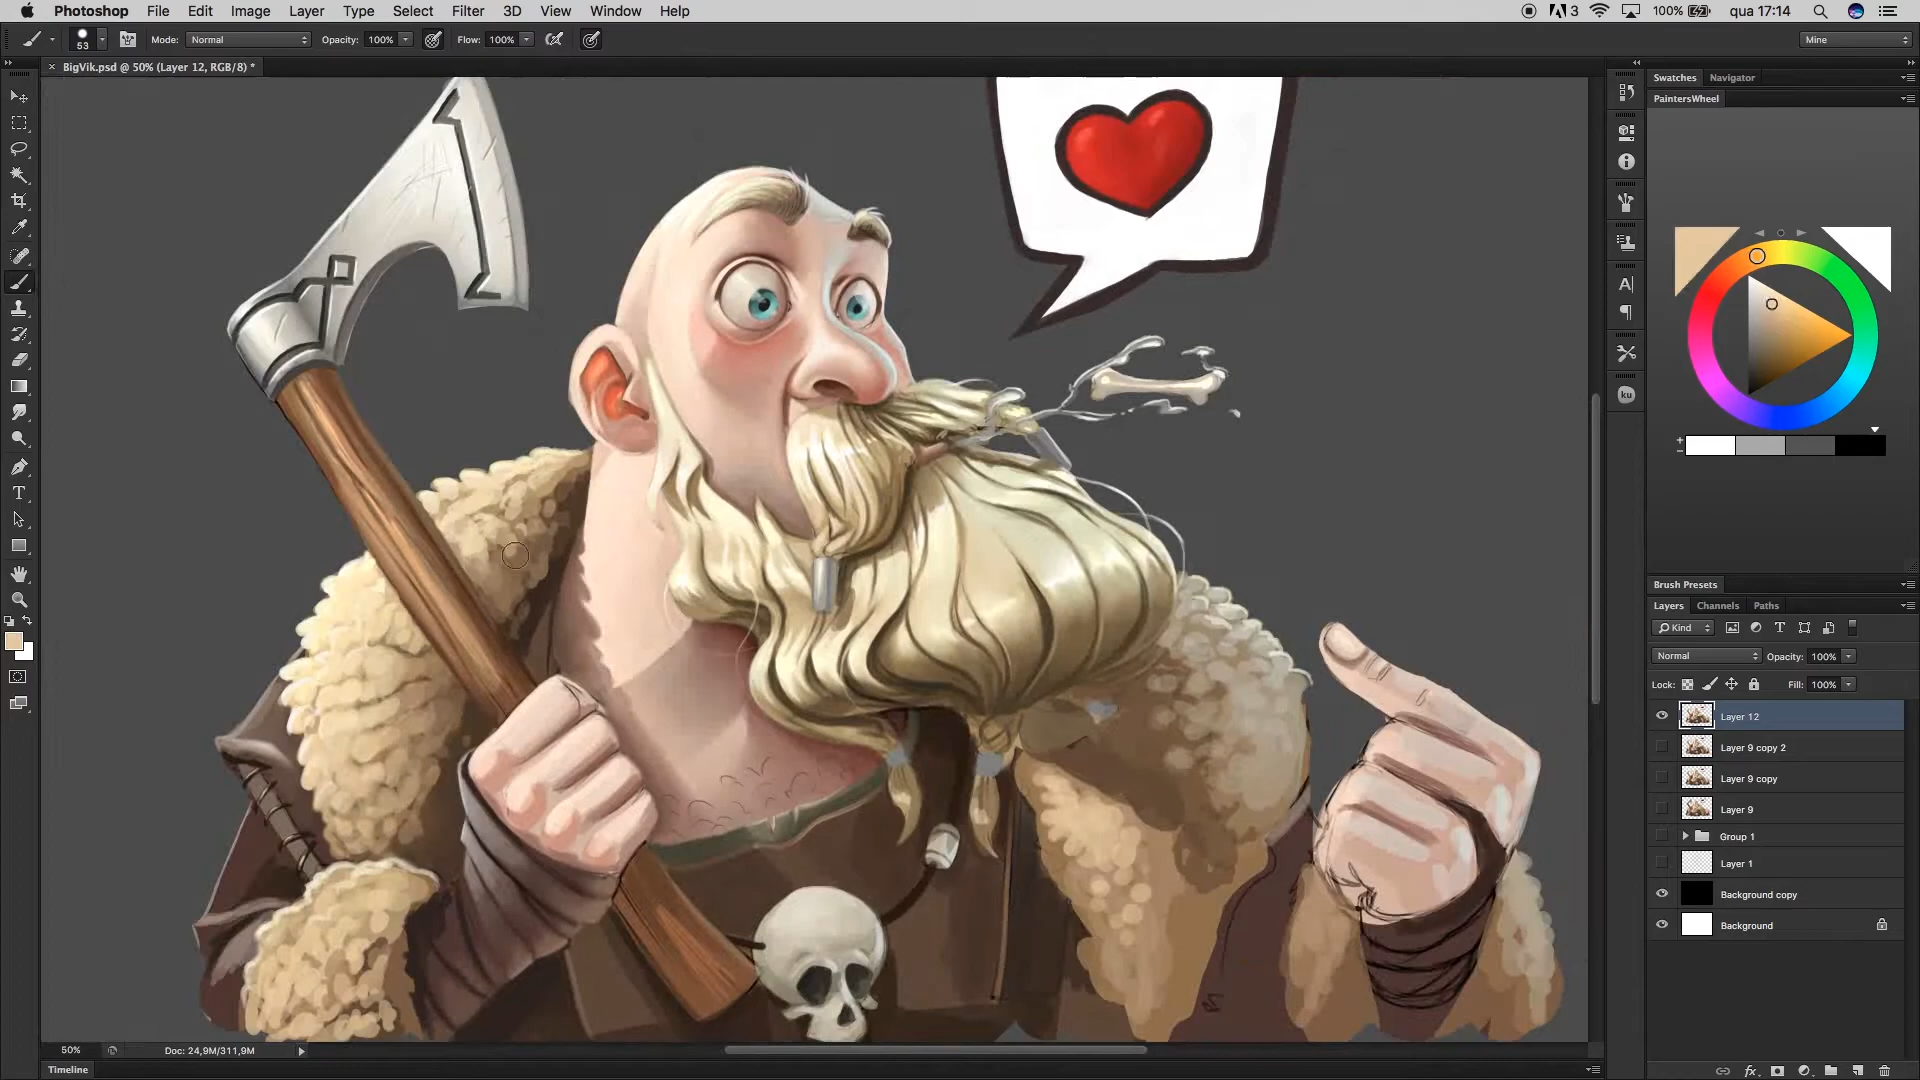 Photoshop File Edit Image Layer Type Select Filter 3D View Window Help 3 100% qua 17:14
53 Mode: Normal Opacity: 100% Flow: 100% Mine
× BigVik.psd @ 50% (Layer 12, RGB/8) *
Swatches Navigator
PaintersWheel
A
ku
T
Brush Presets
Layers Channels Paths
Kind T
Normal Opacity: 100%
Lock: Fill: 100%
Layer 12
Layer 9 copy 2
Layer 9 copy
Layer 9
Group 1
Layer 1
Background copy
Background
fx
50% Doc: 24,9M/311,9M
Timeline